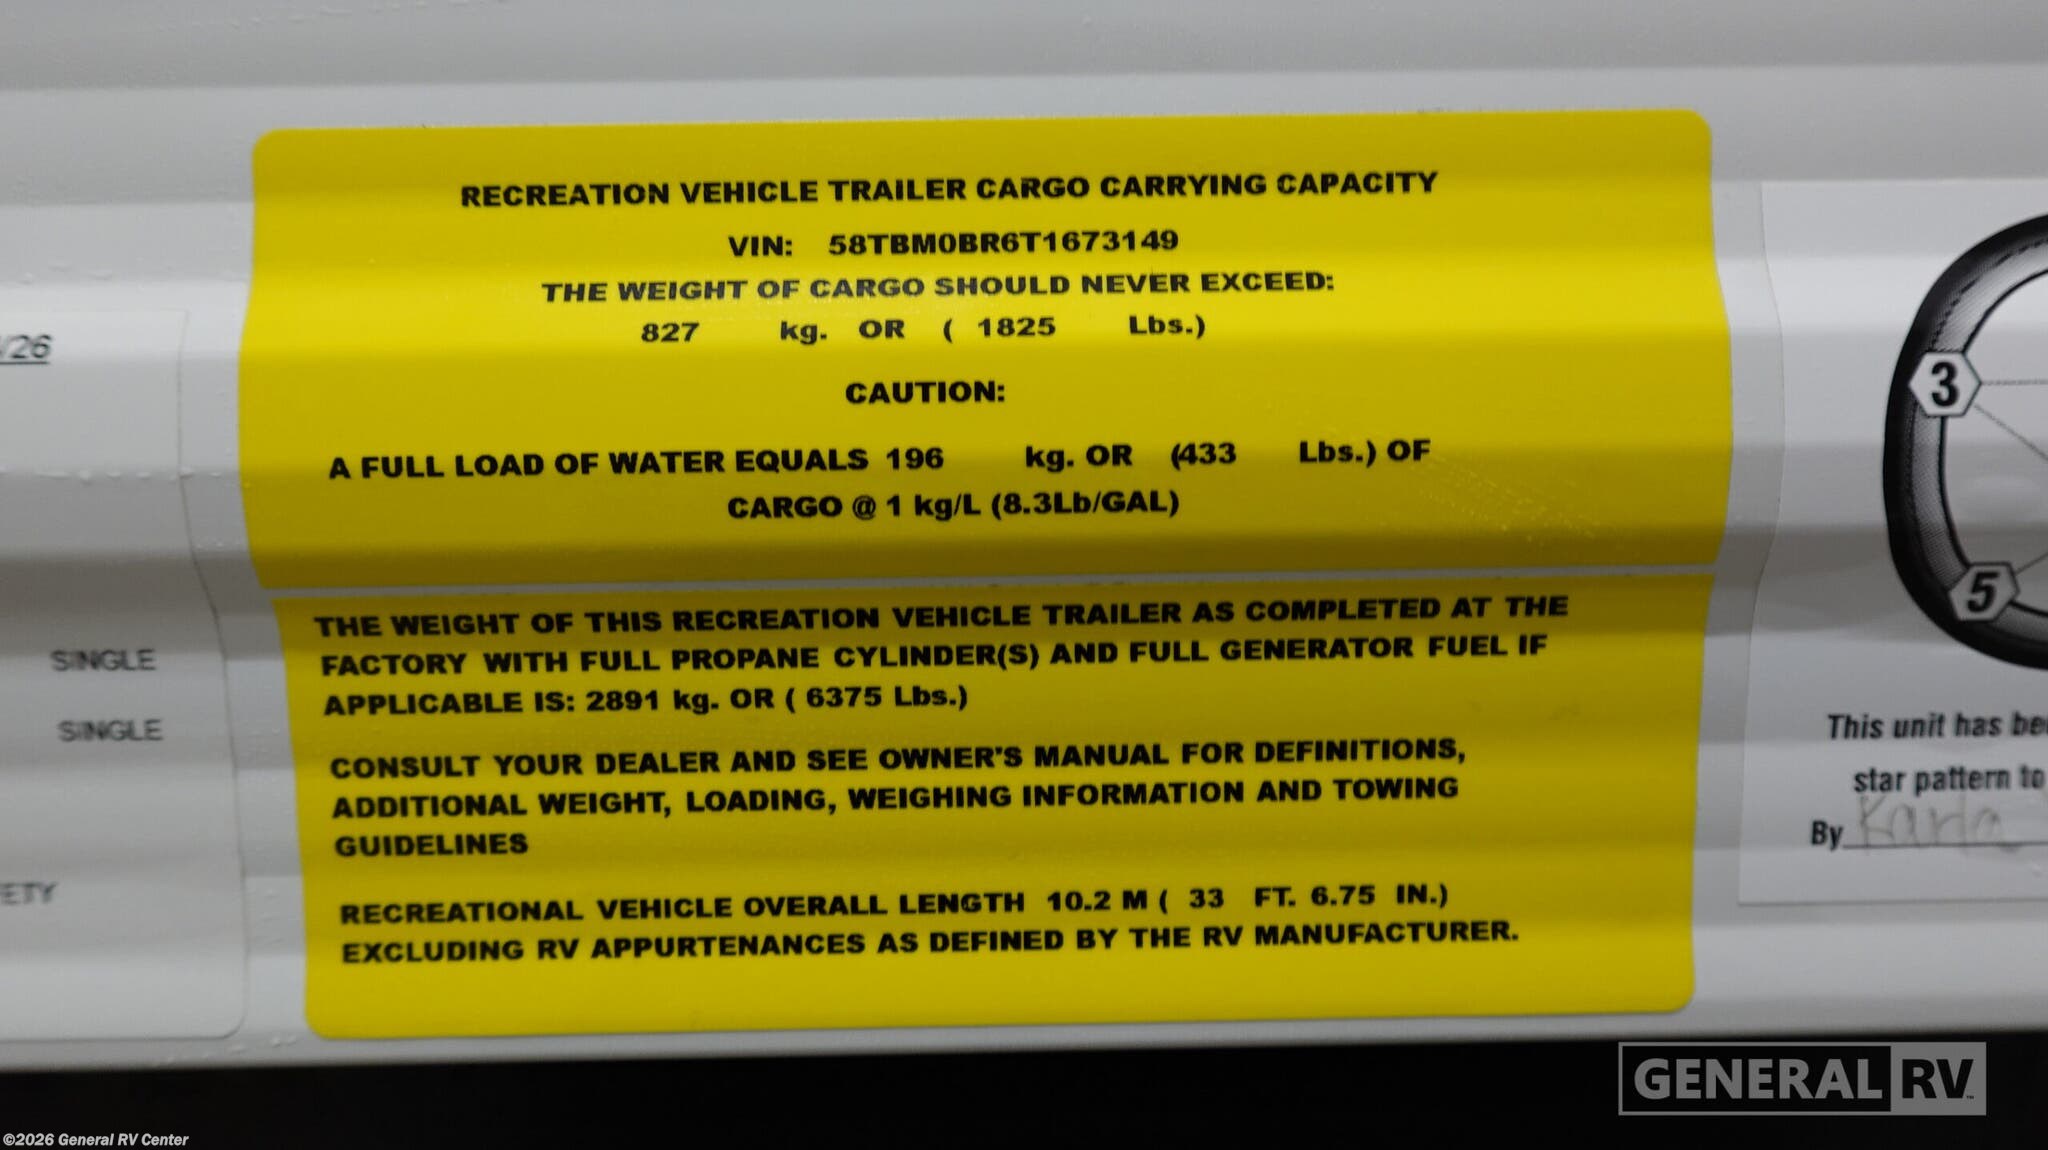 RECREATION VEHICLE TRAILER CARGO CARRYING CAPACITY
VIN: 58TBM0BR6T1673149
THE WEIGHT OF CARGO SHOULD NEVER EXCEED:
827 kg. OR ( 1825 Lbs.)
CAUTION:
A FULL LOAD OF WATER EQUALS 196 kg. OR (433 Lbs.) OF
CARGO @ 1 kg/L (8.3Lb/GAL)
THE WEIGHT OF THIS RECREATION VEHICLE TRAILER AS COMPLETED AT THE
FACTORY WITH FULL PROPANE CYLINDER(S) AND FULL GENERATOR FUEL IF
APPLICABLE IS: 2891 kg. OR ( 6375 Lbs.)
CONSULT YOUR DEALER AND SEE OWNER'S MANUAL FOR DEFINITIONS,
ADDITIONAL WEIGHT, LOADING, WEIGHING INFORMATION AND TOWING
GUIDELINES
RECREATIONAL VEHICLE OVERALL LENGTH 10.2 M ( 33 FT. 6.75 IN.)
EXCLUDING RV APPURTENANCES AS DEFINED BY THE RV MANUFACTURER.
/26
SINGLE
SINGLE
ETY
3
5
This unit has bee
star pattern to
By Karla
GENERAL RV
©2026 General RV Center